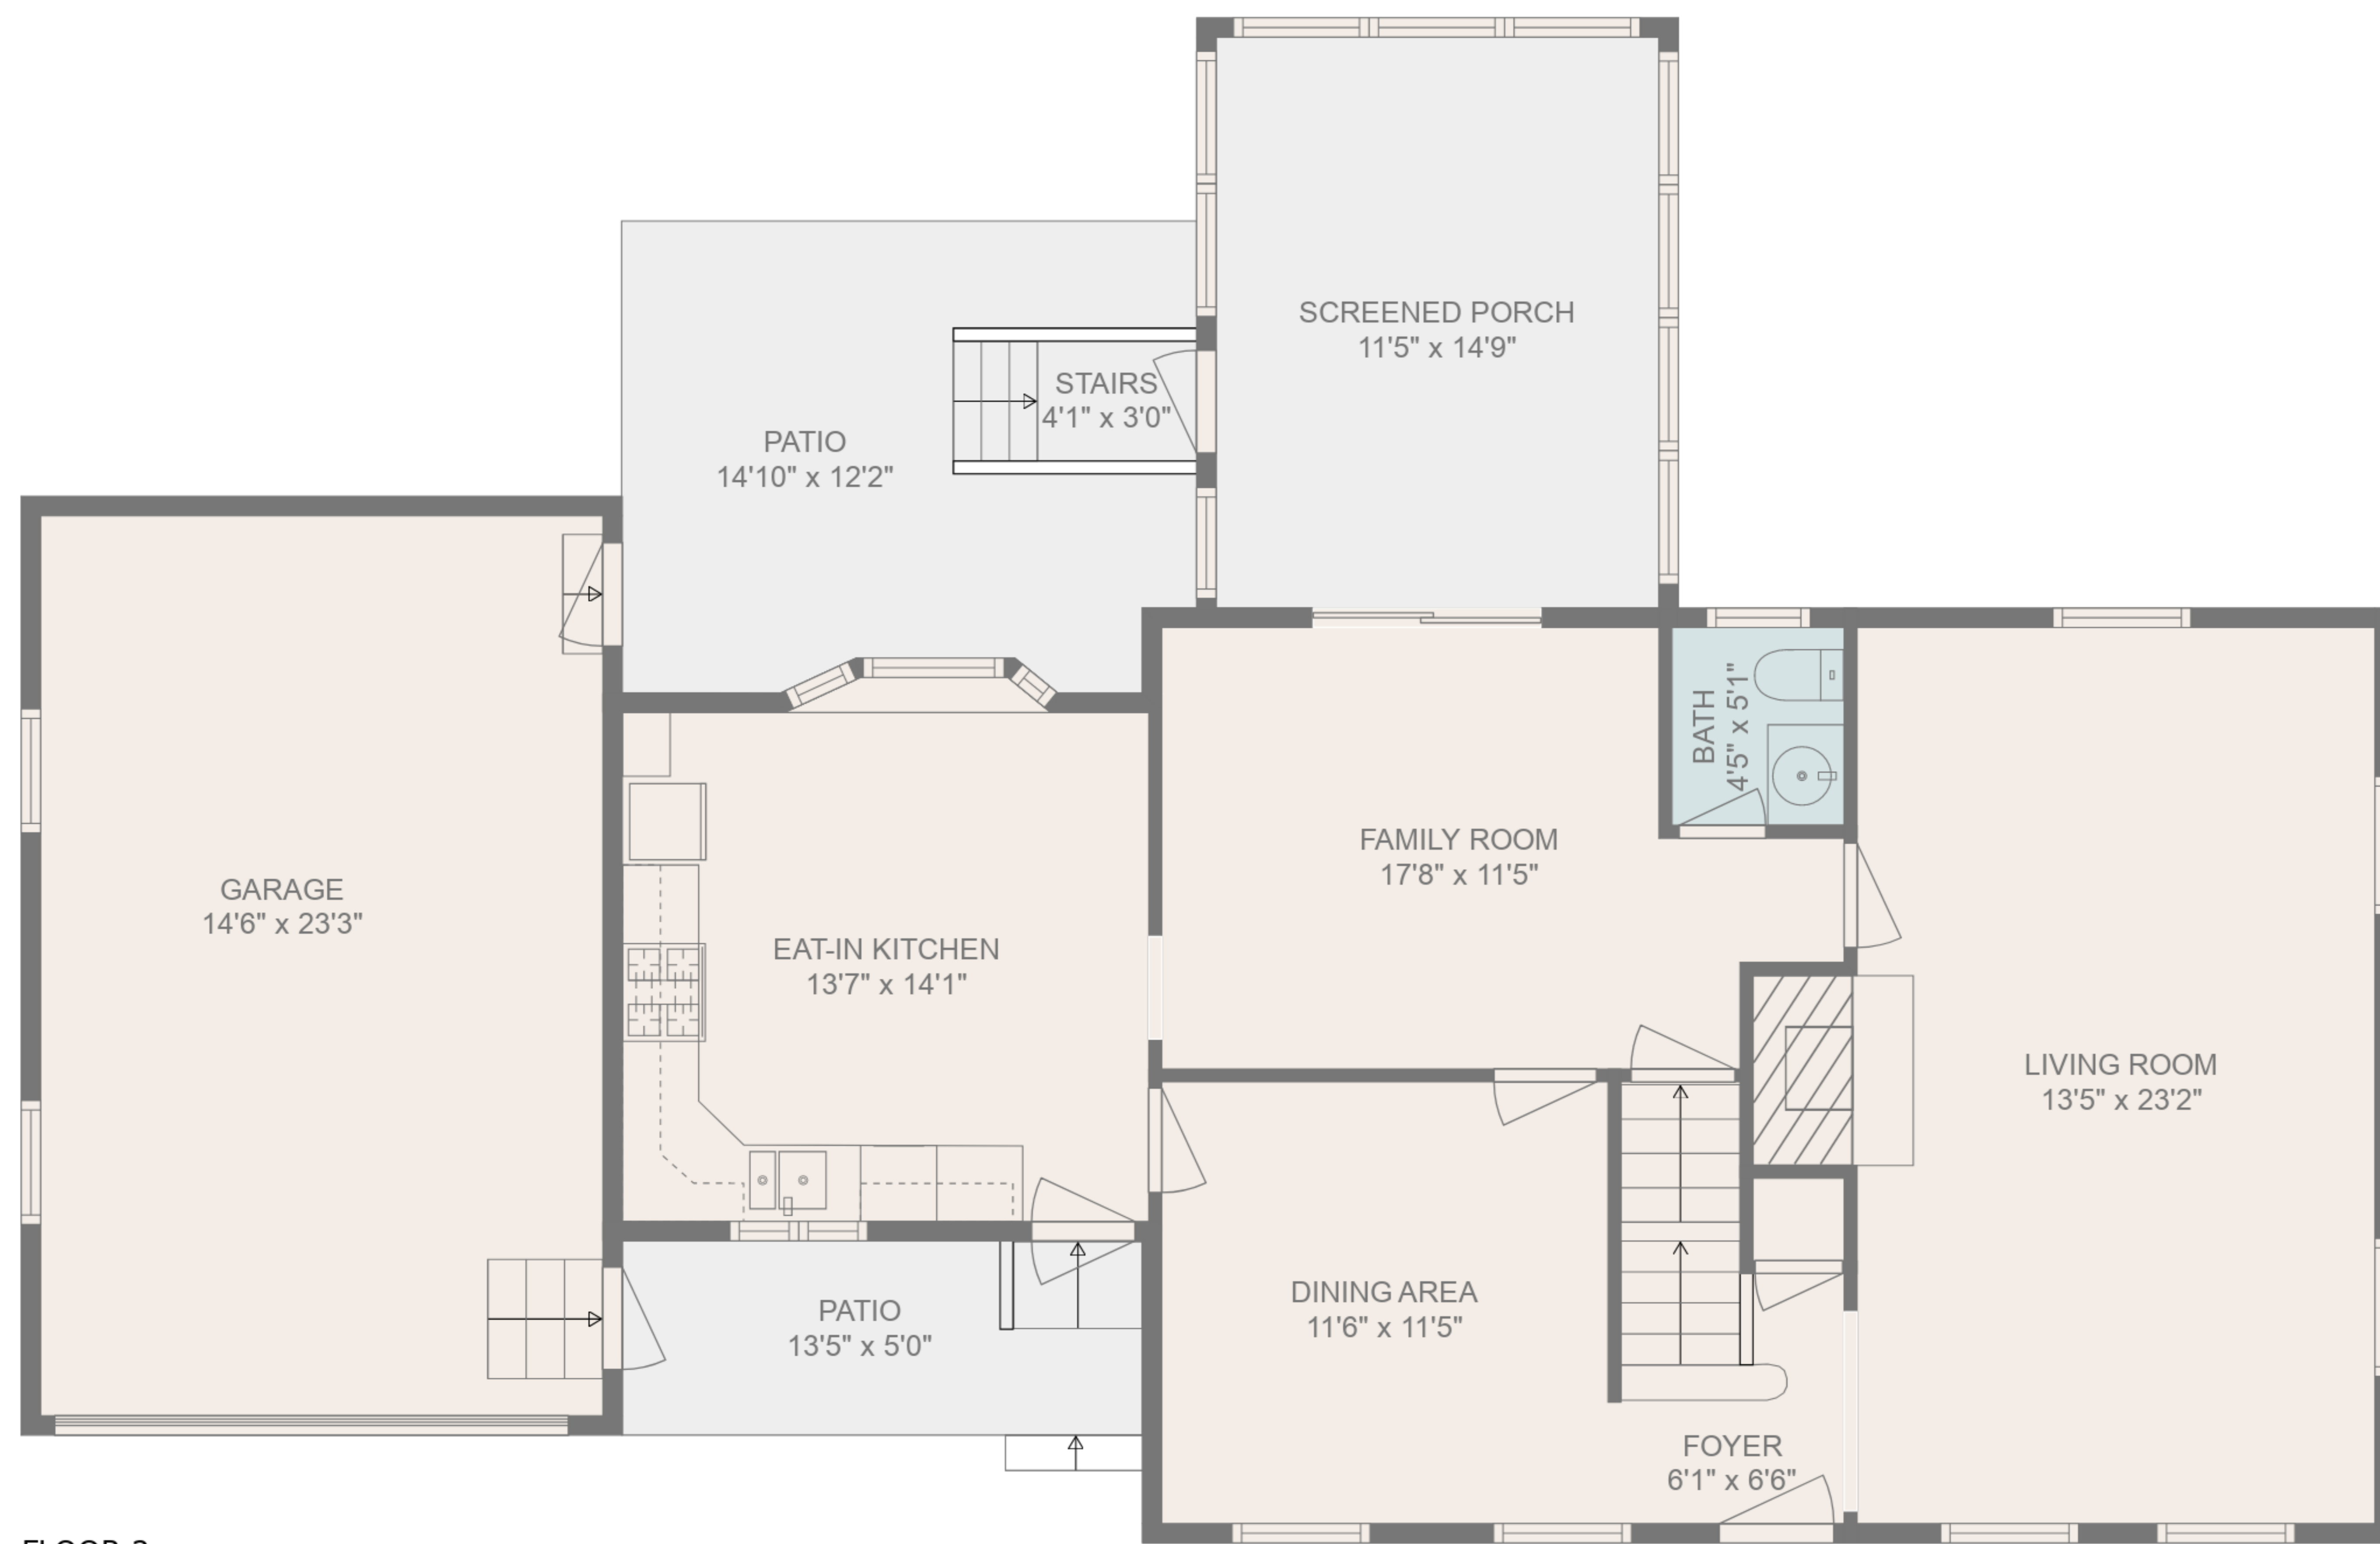 SCREENED PORCH
11'5" x 14'9"
STAIRS
4'1" x 3'0"
PATIO
14'10" x 12'2"
BATH
4'5" x 5'1"
FAMILY ROOM
17'8" x 11'5"
GARAGE
14'6" x 23'3"
EAT-IN KITCHEN
13'7" x 14'1"
LIVING ROOM
13'5" x 23'2"
DINING AREA
11'6" x 11'5"
PATIO
13'5" x 5'0"
FOYER
6'1" x 6'6"
FLOOR